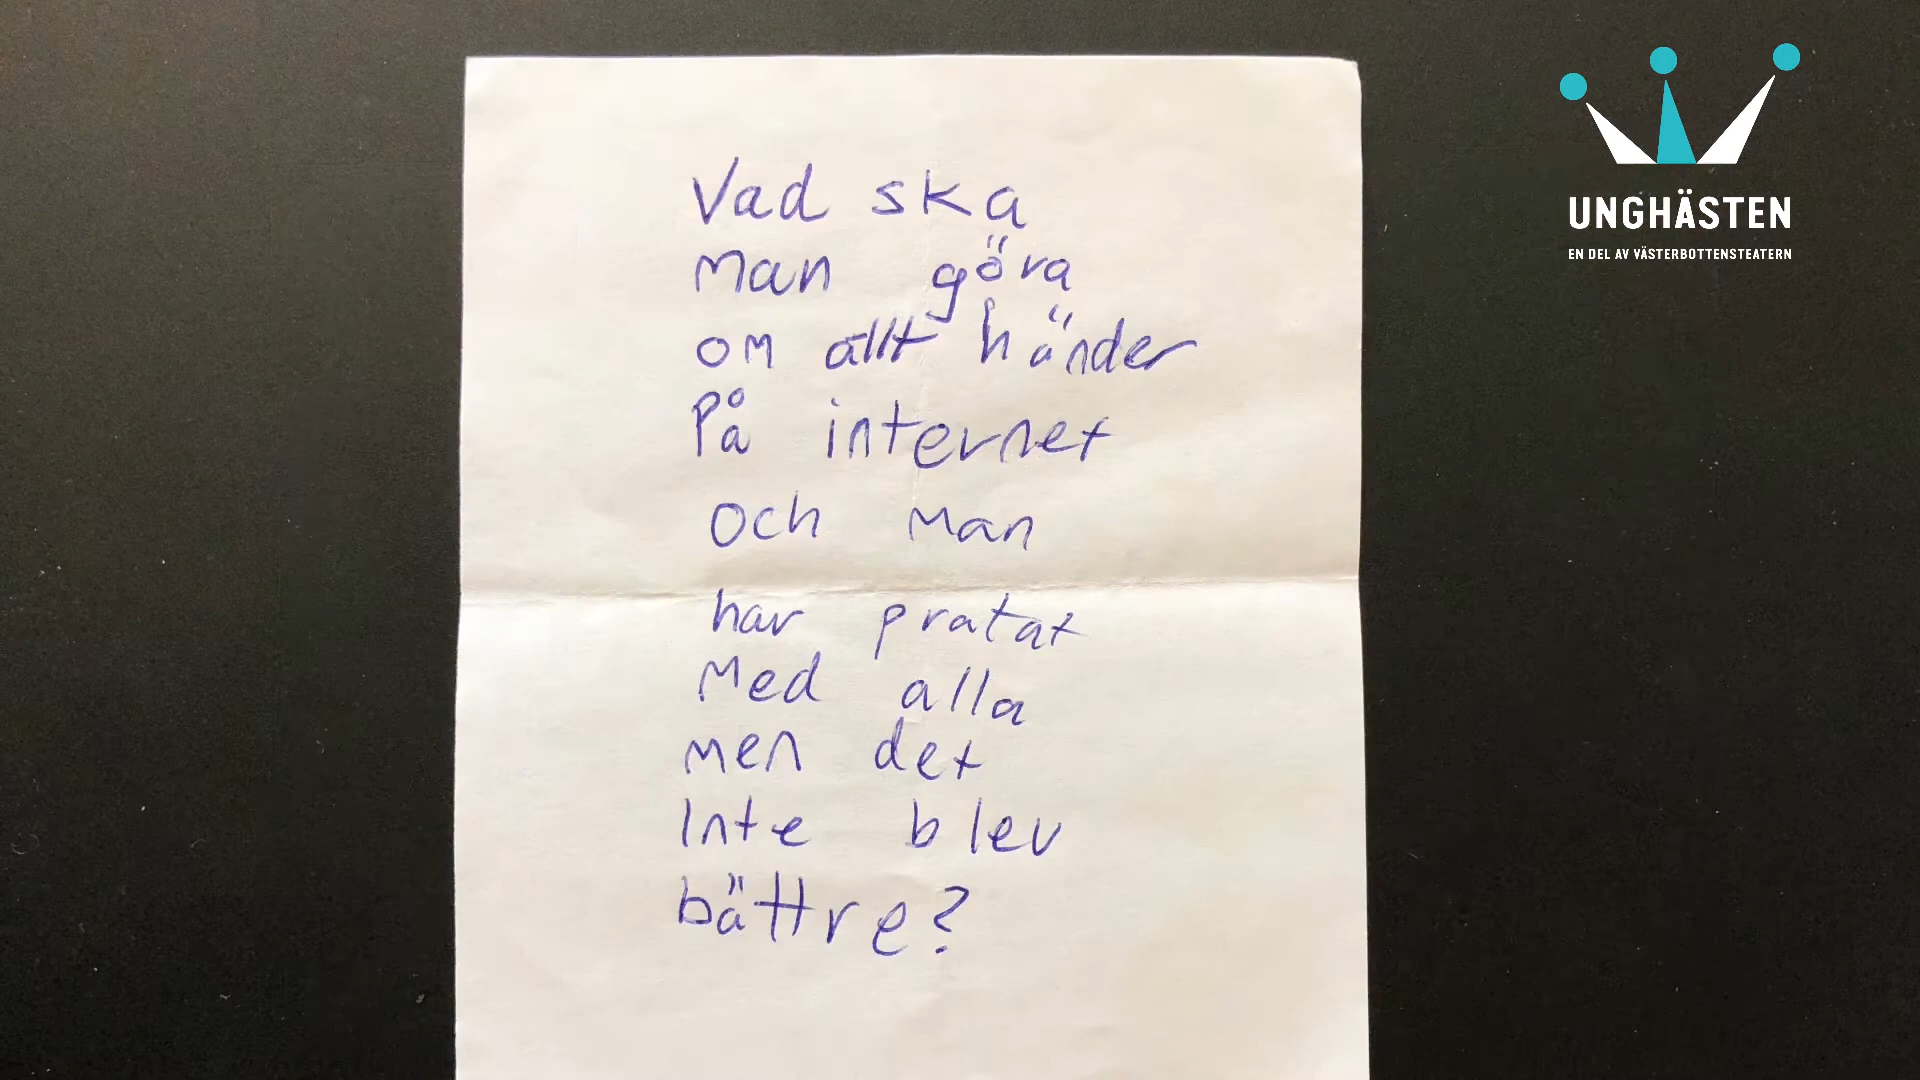 Vad ska
man göra
om allt händer
på internet
och man
har pratat
Med alla
men det
Inte blev
bättre?
UNGHÄSTEN
EN DEL AV VÄSTERBOTTENSTEATERN